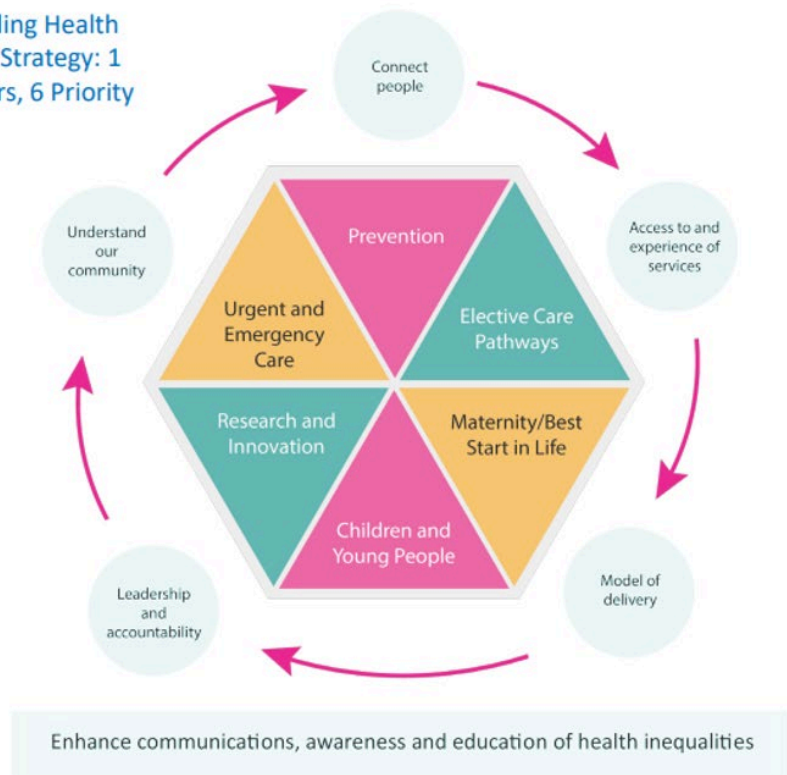 ling Health
Strategy: 1
rs, 6 Priority
Connect
people
Access to and
experience of
services
Model of
delivery
Leadership
and
accountability
Understand
our
community
Prevention
Elective Care
Pathways
Maternity/Best
Start in Life
Children and
Young People
Research and
Innovation
Urgent and
Emergency
Care
Enhance communications, awareness and education of health inequalities